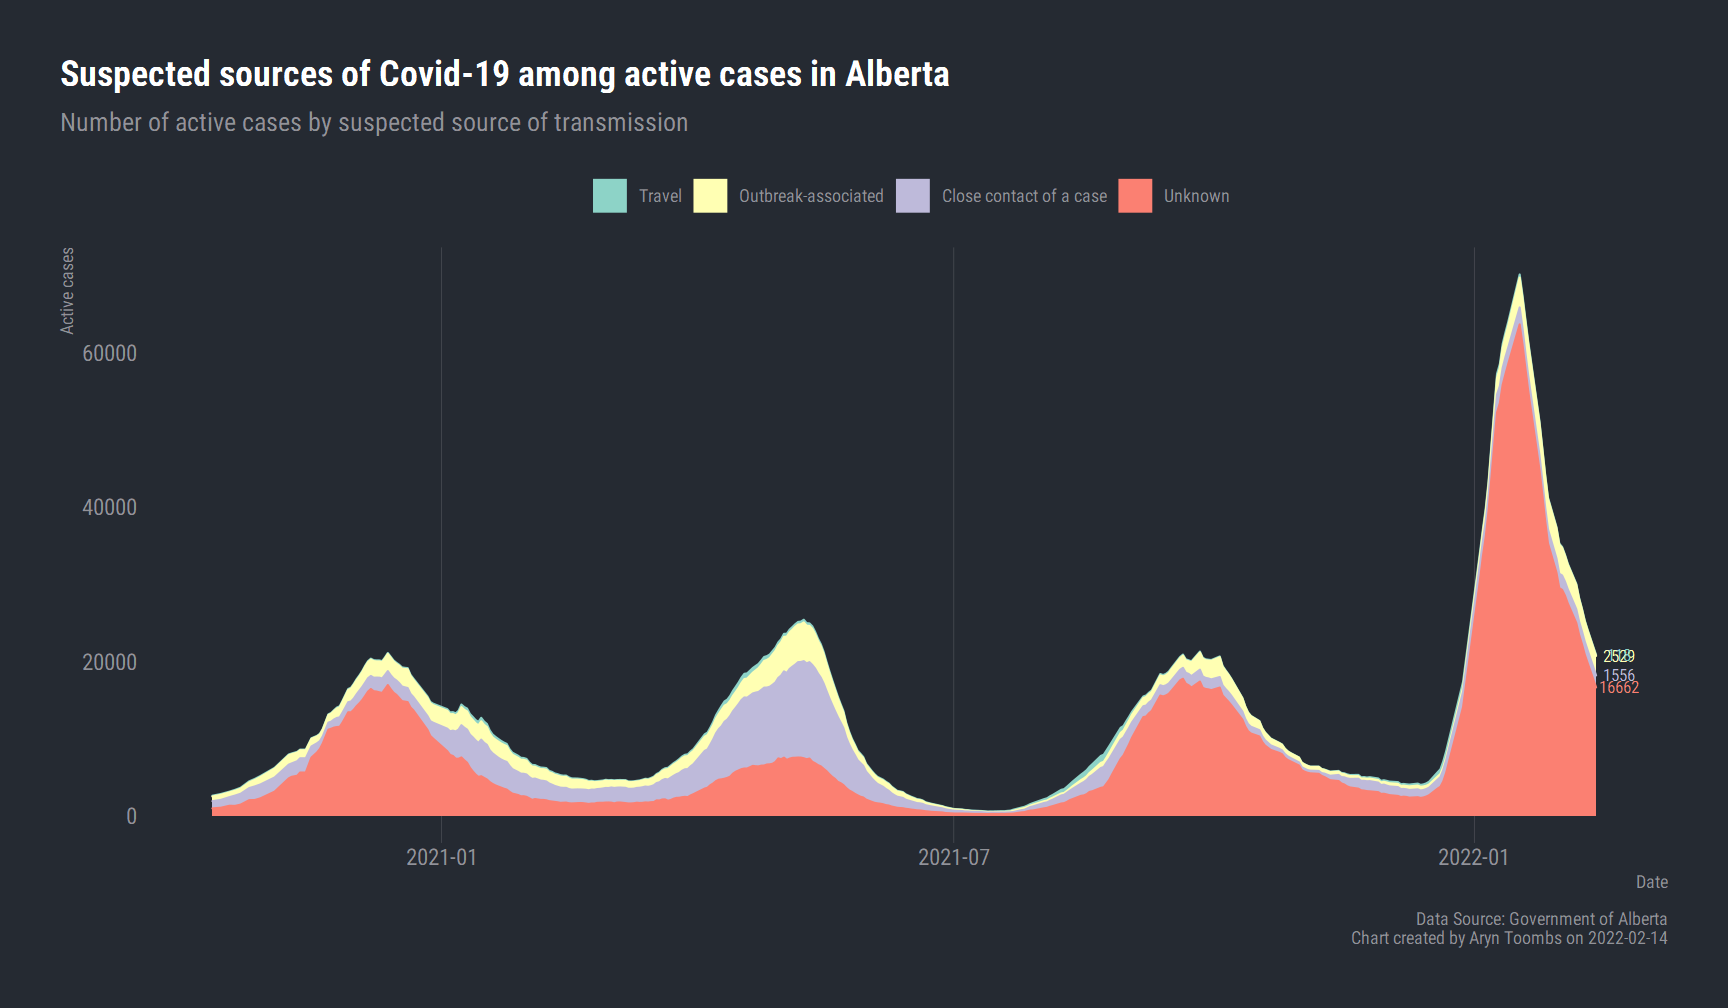 Suspected sources of Covid-19 among active cases in Alberta
Number of active cases by suspected source of transmission
Travel
Outbreak-associated
Close contact of a case
Unknown
Active cases
60000
40000
20000
0
2529
1556
16662
2021-01
2021-07
2022-01
Date
Data Source: Government of Alberta
Chart created by Aryn Toombs on 2022-02-14